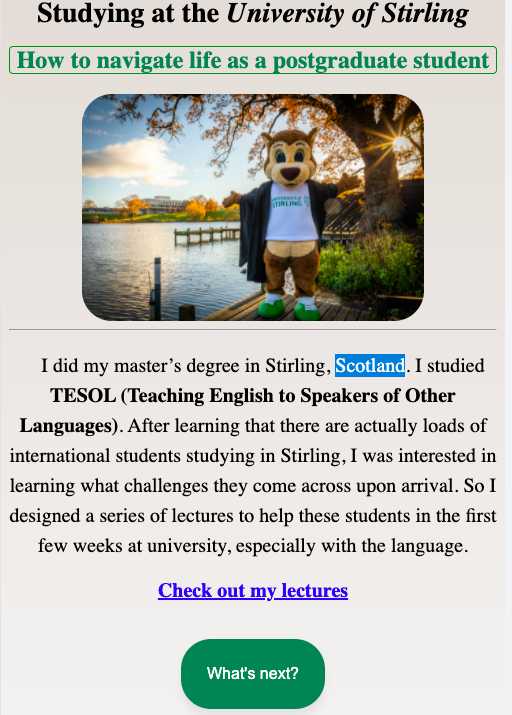 Studying at the University of Stirling
How to navigate life as a postgraduate student
UNIVERSITY of
STIRLING
I did my master’s degree in Stirling, Scotland. I studied
TESOL (Teaching English to Speakers of Other
Languages). After learning that there are actually loads of
international students studying in Stirling, I was interested in
learning what challenges they come across upon arrival. So I
designed a series of lectures to help these students in the first
few weeks at university, especially with the language.
Check out my lectures
What's next?